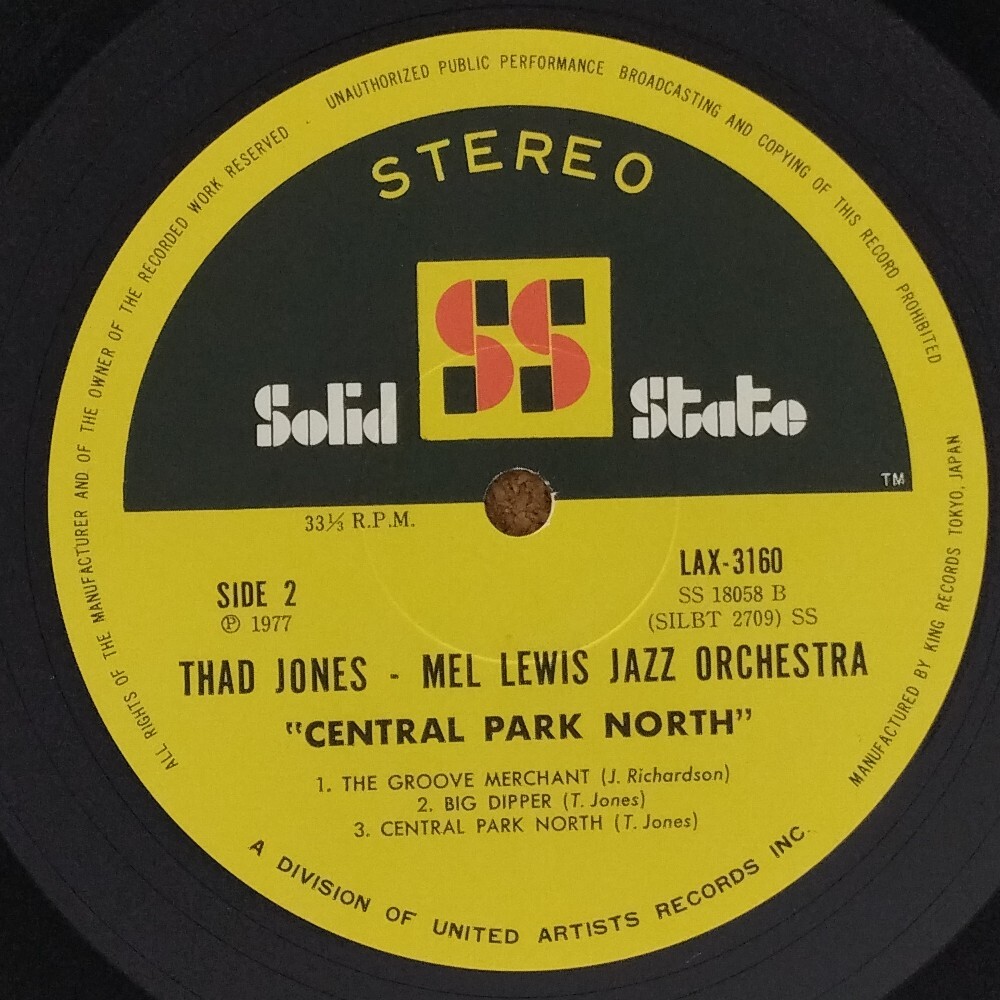 ALL RIGHTS OF THE MANUFACTURER AND OF THE OWNER OF THE RECORDED WORK RESERVED . UNAUTHORIZED PUBLIC PERFORMANCE BROADCASTING AND COPYING OF THIS RECORD PROHIBITED
STEREO
SS
Solid State
TM
33⅓ R.P.M.
LAX-3160
SIDE 2
SS 18058 B
℗ 1977
(SILBT 2709) SS
THAD JONES - MEL LEWIS JAZZ ORCHESTRA
"CENTRAL PARK NORTH"
1. THE GROOVE MERCHANT (J. Richardson)
2. BIG DIPPER (T. Jones)
3. CENTRAL PARK NORTH (T. Jones)
A DIVISION OF UNITED ARTISTS RECORDS INC.
MANUFACTURED BY KING RECORDS TOKYO, JAPAN